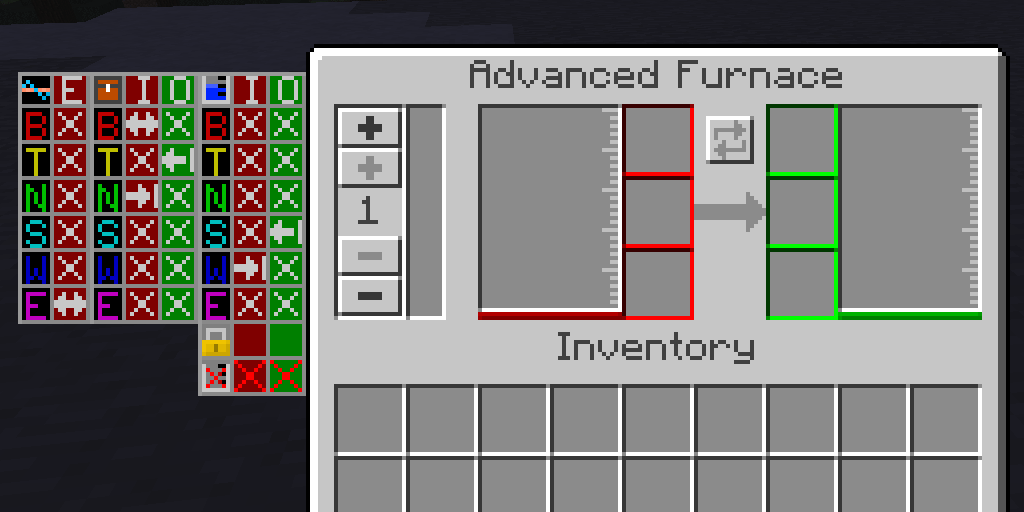 Advanced Furnace
E I O I O
B B B
T T T
N N N
1
S S S
W W W
E E E
Inventory